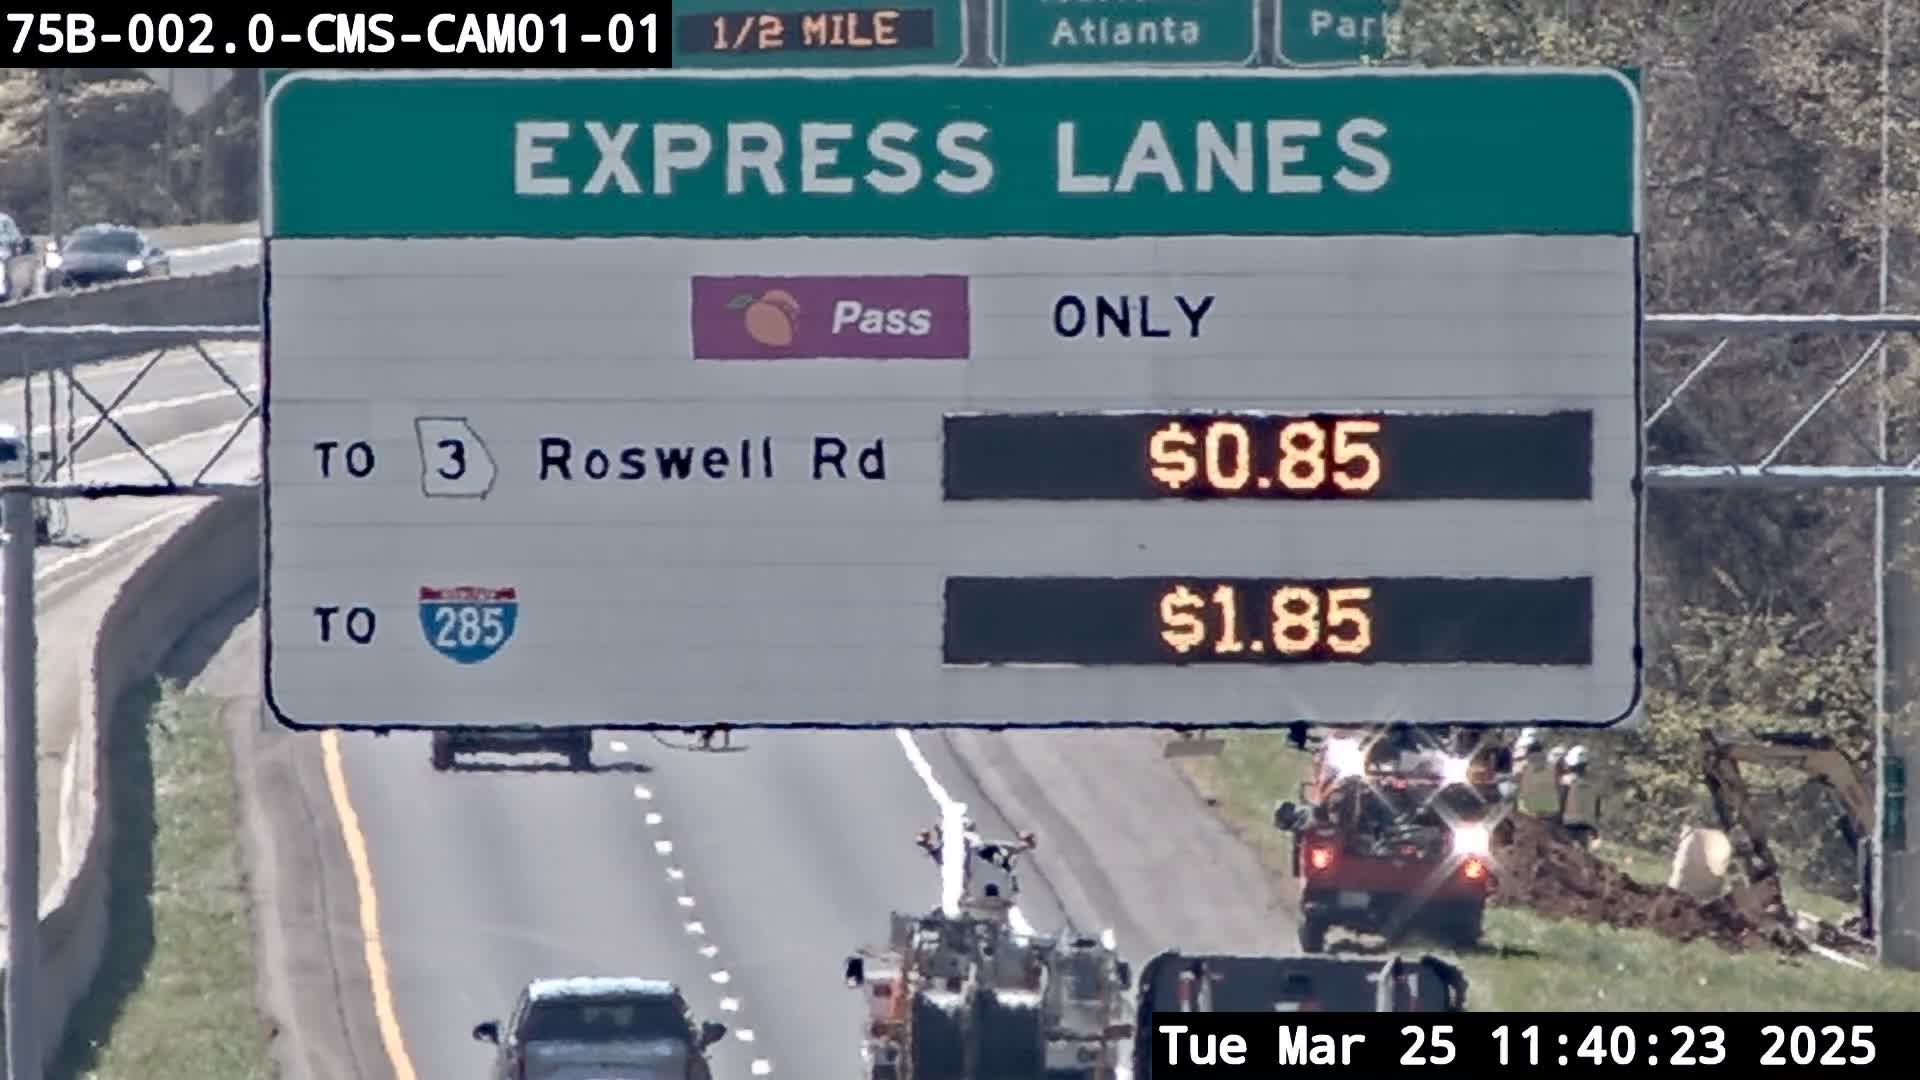 75B-002.0-CMS-CAM01-01
1/2 MILE
Atlanta
EXPRESS LANES
Pass ONLY
TO 3 Roswell Rd $0.85
TO 285 $1.85
Tue Mar 25 11:40:23 2025